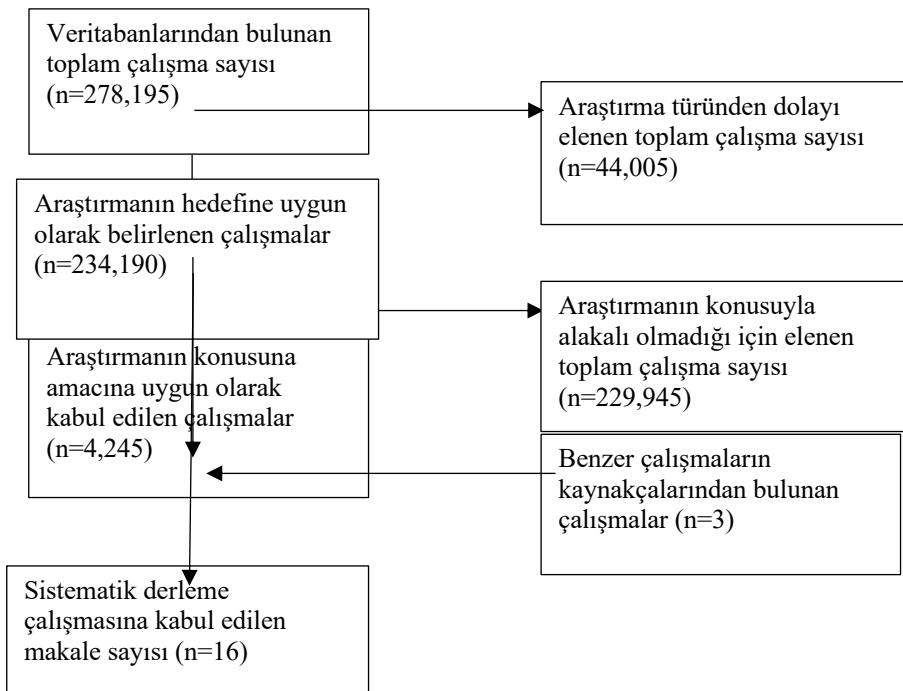 Veritabanlarından bulunan
toplam çalışma sayısı
(n=278,195)
Araştırma türünden dolayı
elenen toplam çalışma sayısı
(n=44,005)
Araştırmanın hedefine uygun
olarak belirlenen çalışmalar
(n=234,190)
Araştırmanın konusuyla
alakalı olmadığı için elenen
toplam çalışma sayısı
(n=229,945)
Araştırmanın konusuna
amacına uygun olarak
kabul edilen çalışmalar
(n=4,245)
Benzer çalışmaların
kaynakçalarından bulunan
çalışmalar (n=3)
Sistematik derleme
çalışmasına kabul edilen
makale sayısı (n=16)